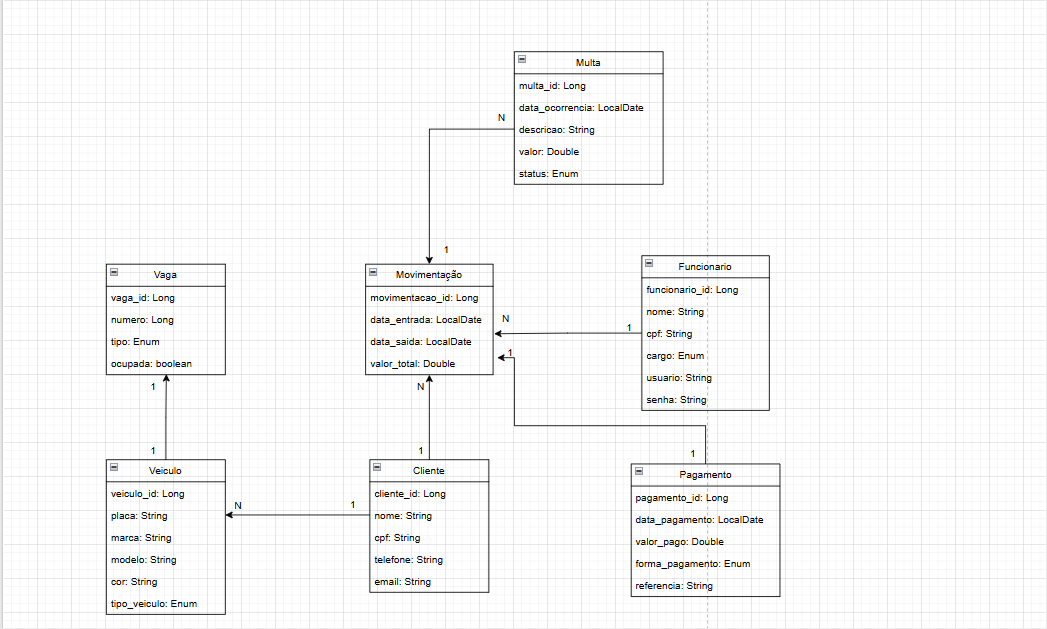 Multa
multa_id: Long
data_ocorrencia: LocalDate
descricao: String
valor: Double
status: Enum
N
1
Vaga
vaga_id: Long
numero: Long
tipo: Enum
ocupada: boolean
1
Movimentação
movimentacao_id: Long
data_entrada: LocalDate
data_saida: LocalDate
valor_total: Double
N
N
1
1
Funcionario
funcionario_id: Long
nome: String
cpf: String
cargo: Enum
usuario: String
senha: String
1
Veiculo
veiculo_id: Long
placa: String
marca: String
modelo: String
cor: String
tipo_veiculo: Enum
N
1
1
Cliente
cliente_id: Long
nome: String
cpf: String
telefone: String
email: String
1
Pagamento
pagamento_id: Long
data_pagamento: LocalDate
valor_pago: Double
forma_pagamento: Enum
referencia: String